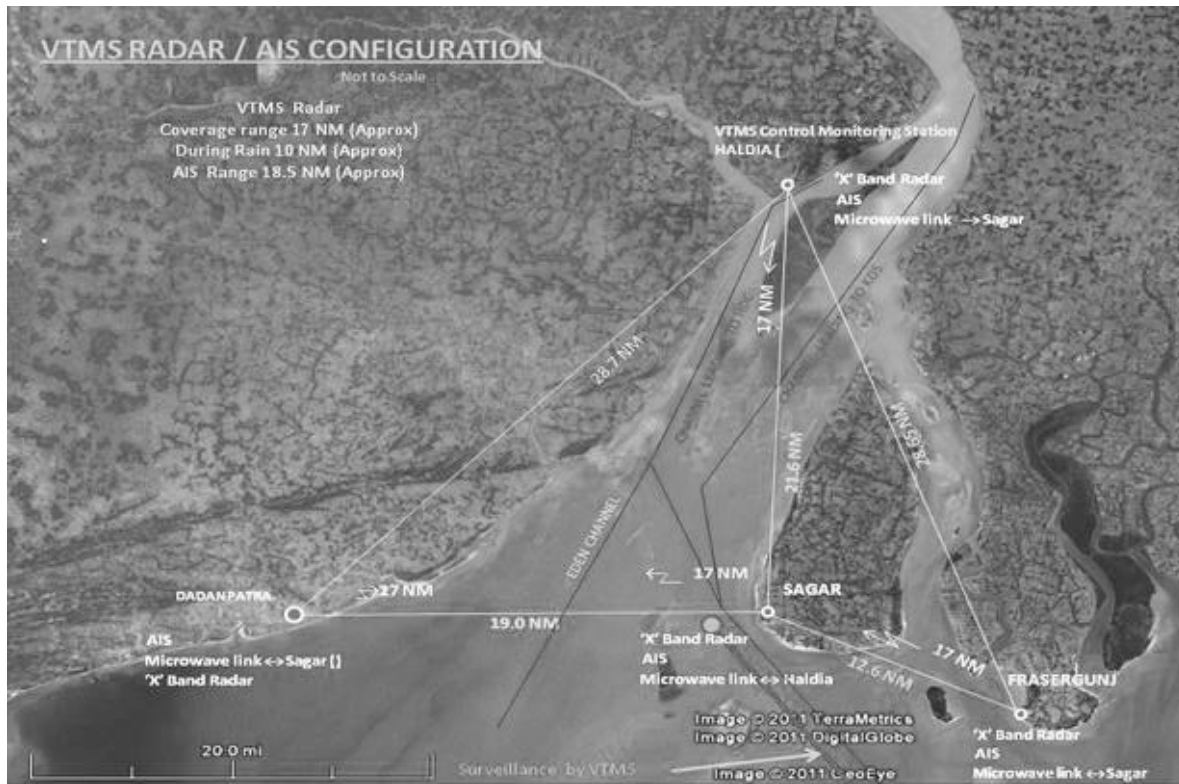 VTMS RADAR / AIS CONFIGURATION
Not to Scale
VTMS Radar
Coverage range 17 NM (Approx)
During Rain 10 NM (Approx)
AIS Range 18.5 NM (Approx)
VTMS Control Monitoring Station
HALDIA (
'X' Band Radar
AIS
Microwave link → Sagar
17 NM
28.7 NM
21.6 NM
28.65 NM
EDEN CHANNEL
17 NM
SAGAR
DADANPATRA
17 NM
19.0 NM
AIS
Microwave link ↔ Sagar ()
'X' Band Radar
'X' Band Radar
AIS
Microwave link ↔ Haldia
17 NM
12.6 NM
FRASERGUNJ
'X' Band Radar
AIS
Microwave link ↔ Sagar
Image © 2011 TerraMetrics
Image © 2011 DigitalGlobe
Image © 2011 GeoEye
20.0 mi
Surveillance by VTMS